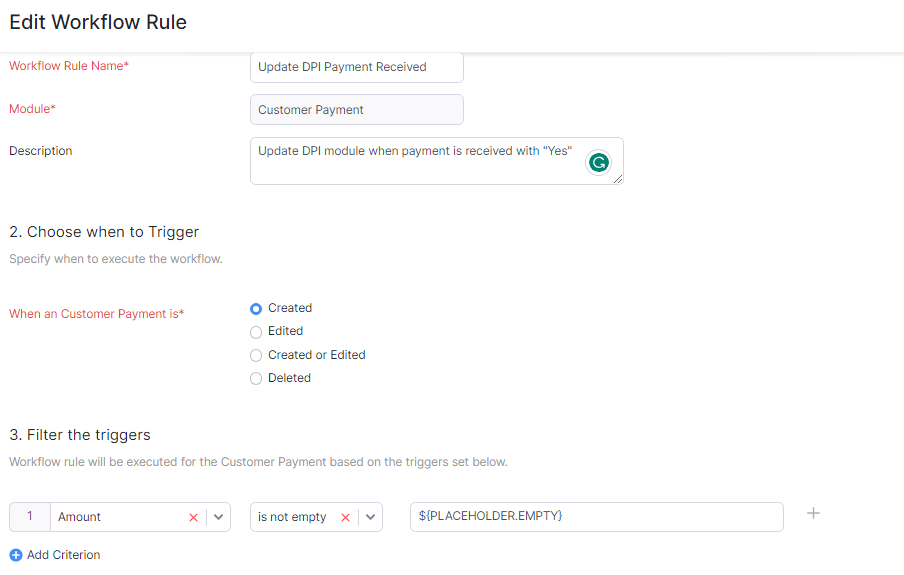 Edit Workflow Rule
Workflow Rule Name* Update DPI Payment Received
Module* Customer Payment
Description Update DPI module when payment is received with "Yes"
2. Choose when to Trigger
Specify when to execute the workflow.
When an Customer Payment is* Created
Edited
Created or Edited
Deleted
3. Filter the triggers
Workflow rule will be executed for the Customer Payment based on the triggers set below.
1 Amount is not empty ${PLACEHOLDER.EMPTY}
Add Criterion